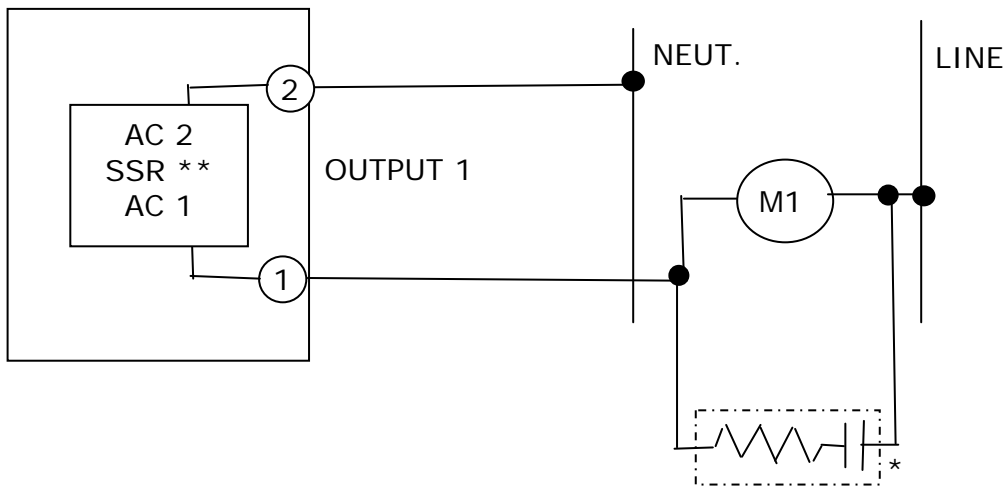 NEUT.
LINE
2
AC 2
SSR **
AC 1
OUTPUT 1
M1
1
*